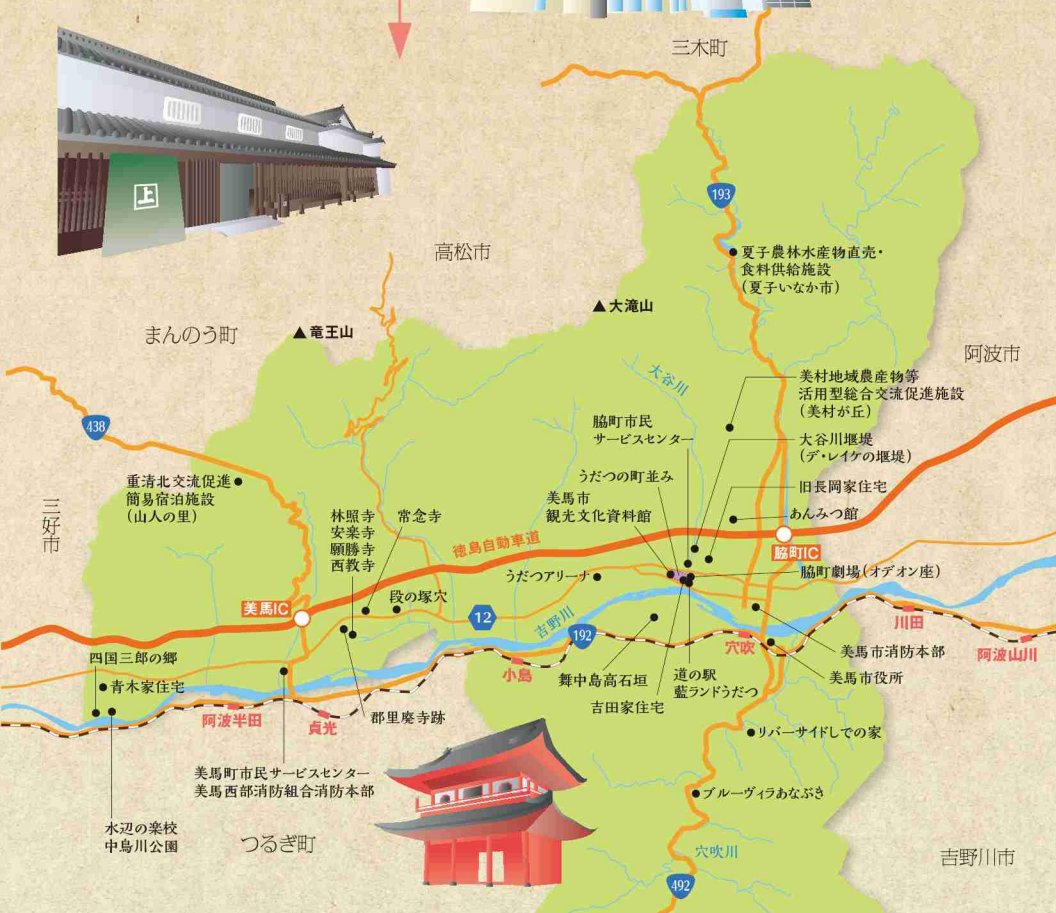 三木町
上
193
高松市
夏子農林水産物直売・
食料供給施設
(夏子いなか市)
▲大滝山
まんのう町
▲竜王山
阿波市
大谷川
美村地域農産物等
活用型総合交流促進施設
(美村が丘)
438
脇町市民
サービスセンター
大谷川堰堤
(デ・レイケの堰堤)
うだつの町並み
重清北交流促進
簡易宿泊施設
(山人の里)
旧長岡家住宅
美馬市
観光文化資料館
三好市
林照寺
安楽寺
願勝寺
西教寺
常念寺
あんみつ館
徳島自動車道
脇町IC
うだつアリーナ
脇町劇場(オデオン座)
段の塚穴
美馬IC
12
吉野川
192
川田
穴吹
美馬市消防本部
阿波山川
四国三郎の郷
小島
舞中島高石垣
道の駅
藍ランドうだつ
美馬市役所
青木家住宅
吉田家住宅
阿波半田
貞光
郡里廃寺跡
リバーサイドしでの家
美馬町市民サービスセンター
美馬西部消防組合消防本部
ブルーヴィラあなぶき
水辺の楽校
中鳥川公園
つるぎ町
穴吹川
吉野川市
492